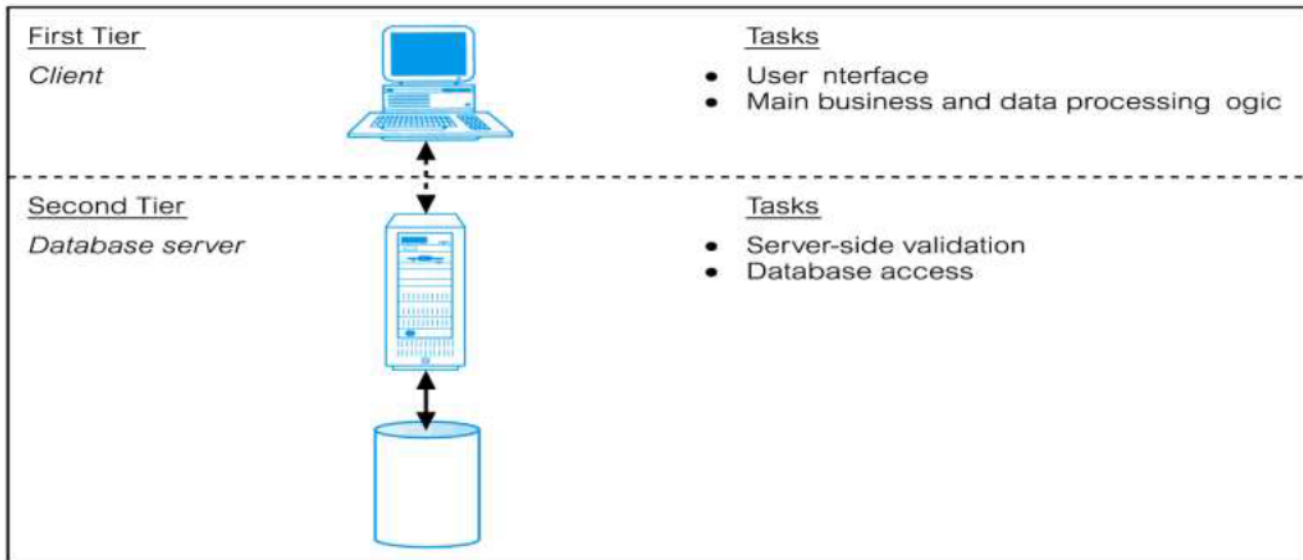 First Tier
Client
Tasks
● User nterface
● Main business and data processing ogic
Second Tier
Database server
Tasks
● Server-side validation
● Database access